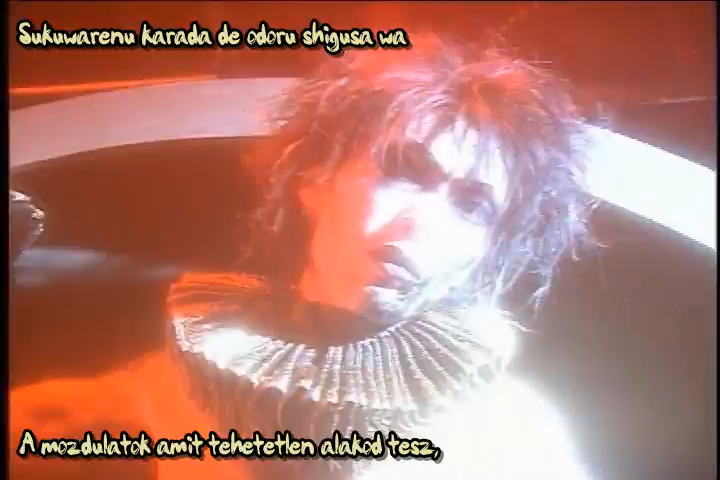 Sukuwarenu karada de odoru shigusa wa
A mozdulatok amit tehetetlen alakod tesz,